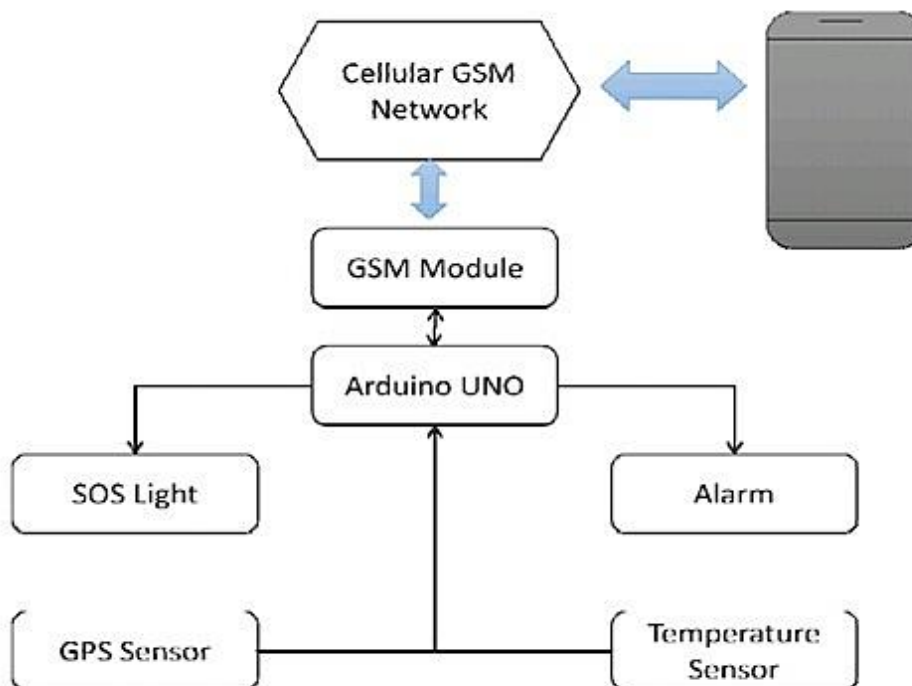 Cellular GSM
Network
GSM Module
Arduino UNO
SOS Light
Alarm
GPS Sensor
Temperature
Sensor